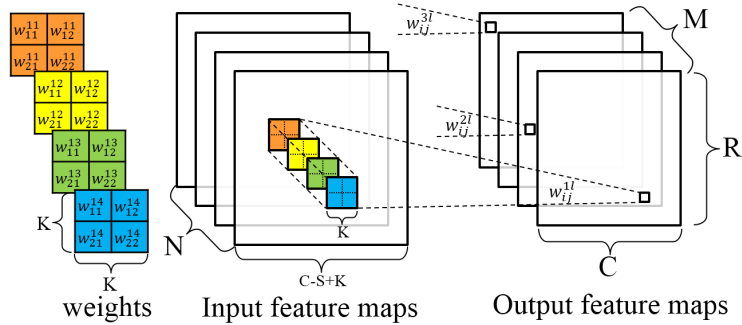 w_{11}^{11} w_{12}^{11}
w_{21}^{11} w_{22}^{11}
w_{11}^{12} w_{12}^{12}
w_{21}^{12} w_{22}^{12}
w_{11}^{13} w_{12}^{13}
w_{21}^{13} w_{22}^{13}
w_{11}^{14} w_{12}^{14}
w_{21}^{14} w_{22}^{14}
K
K
weights
N
K
C-S+K
Input feature maps
w_{ij}^{3l}
w_{ij}^{2l}
w_{ij}^{1l}
M
R
C
Output feature maps